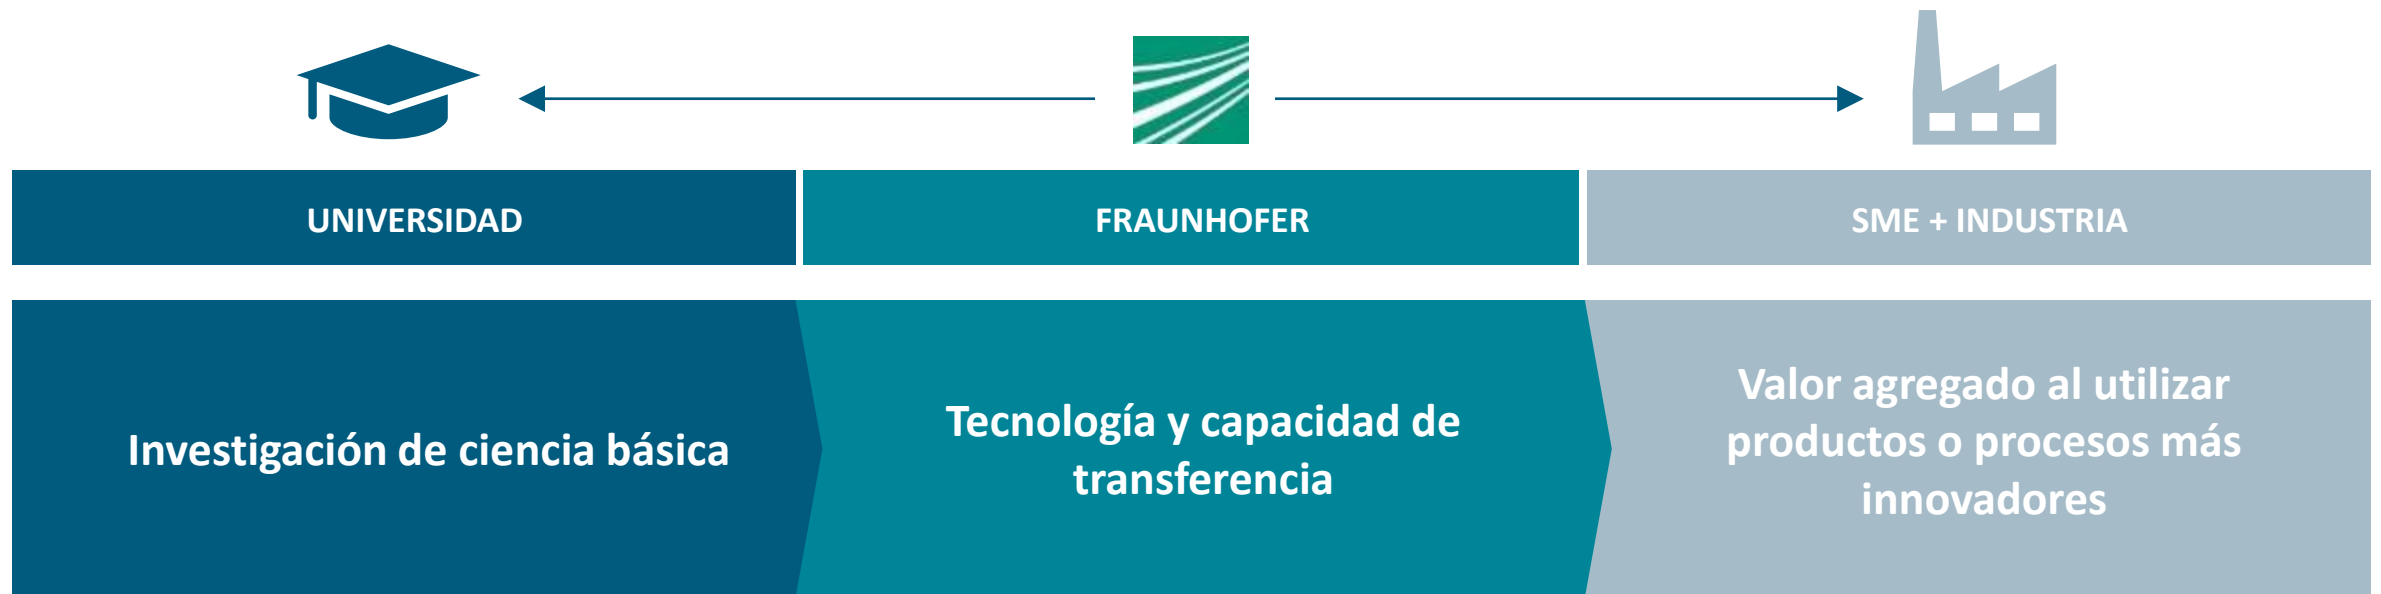 UNIVERSIDAD
FRAUNHOFER
SME + INDUSTRIA
Investigación de ciencia básica
Tecnología y capacidad de
transferencia
Valor agregado al utilizar
productos o procesos más
innovadores